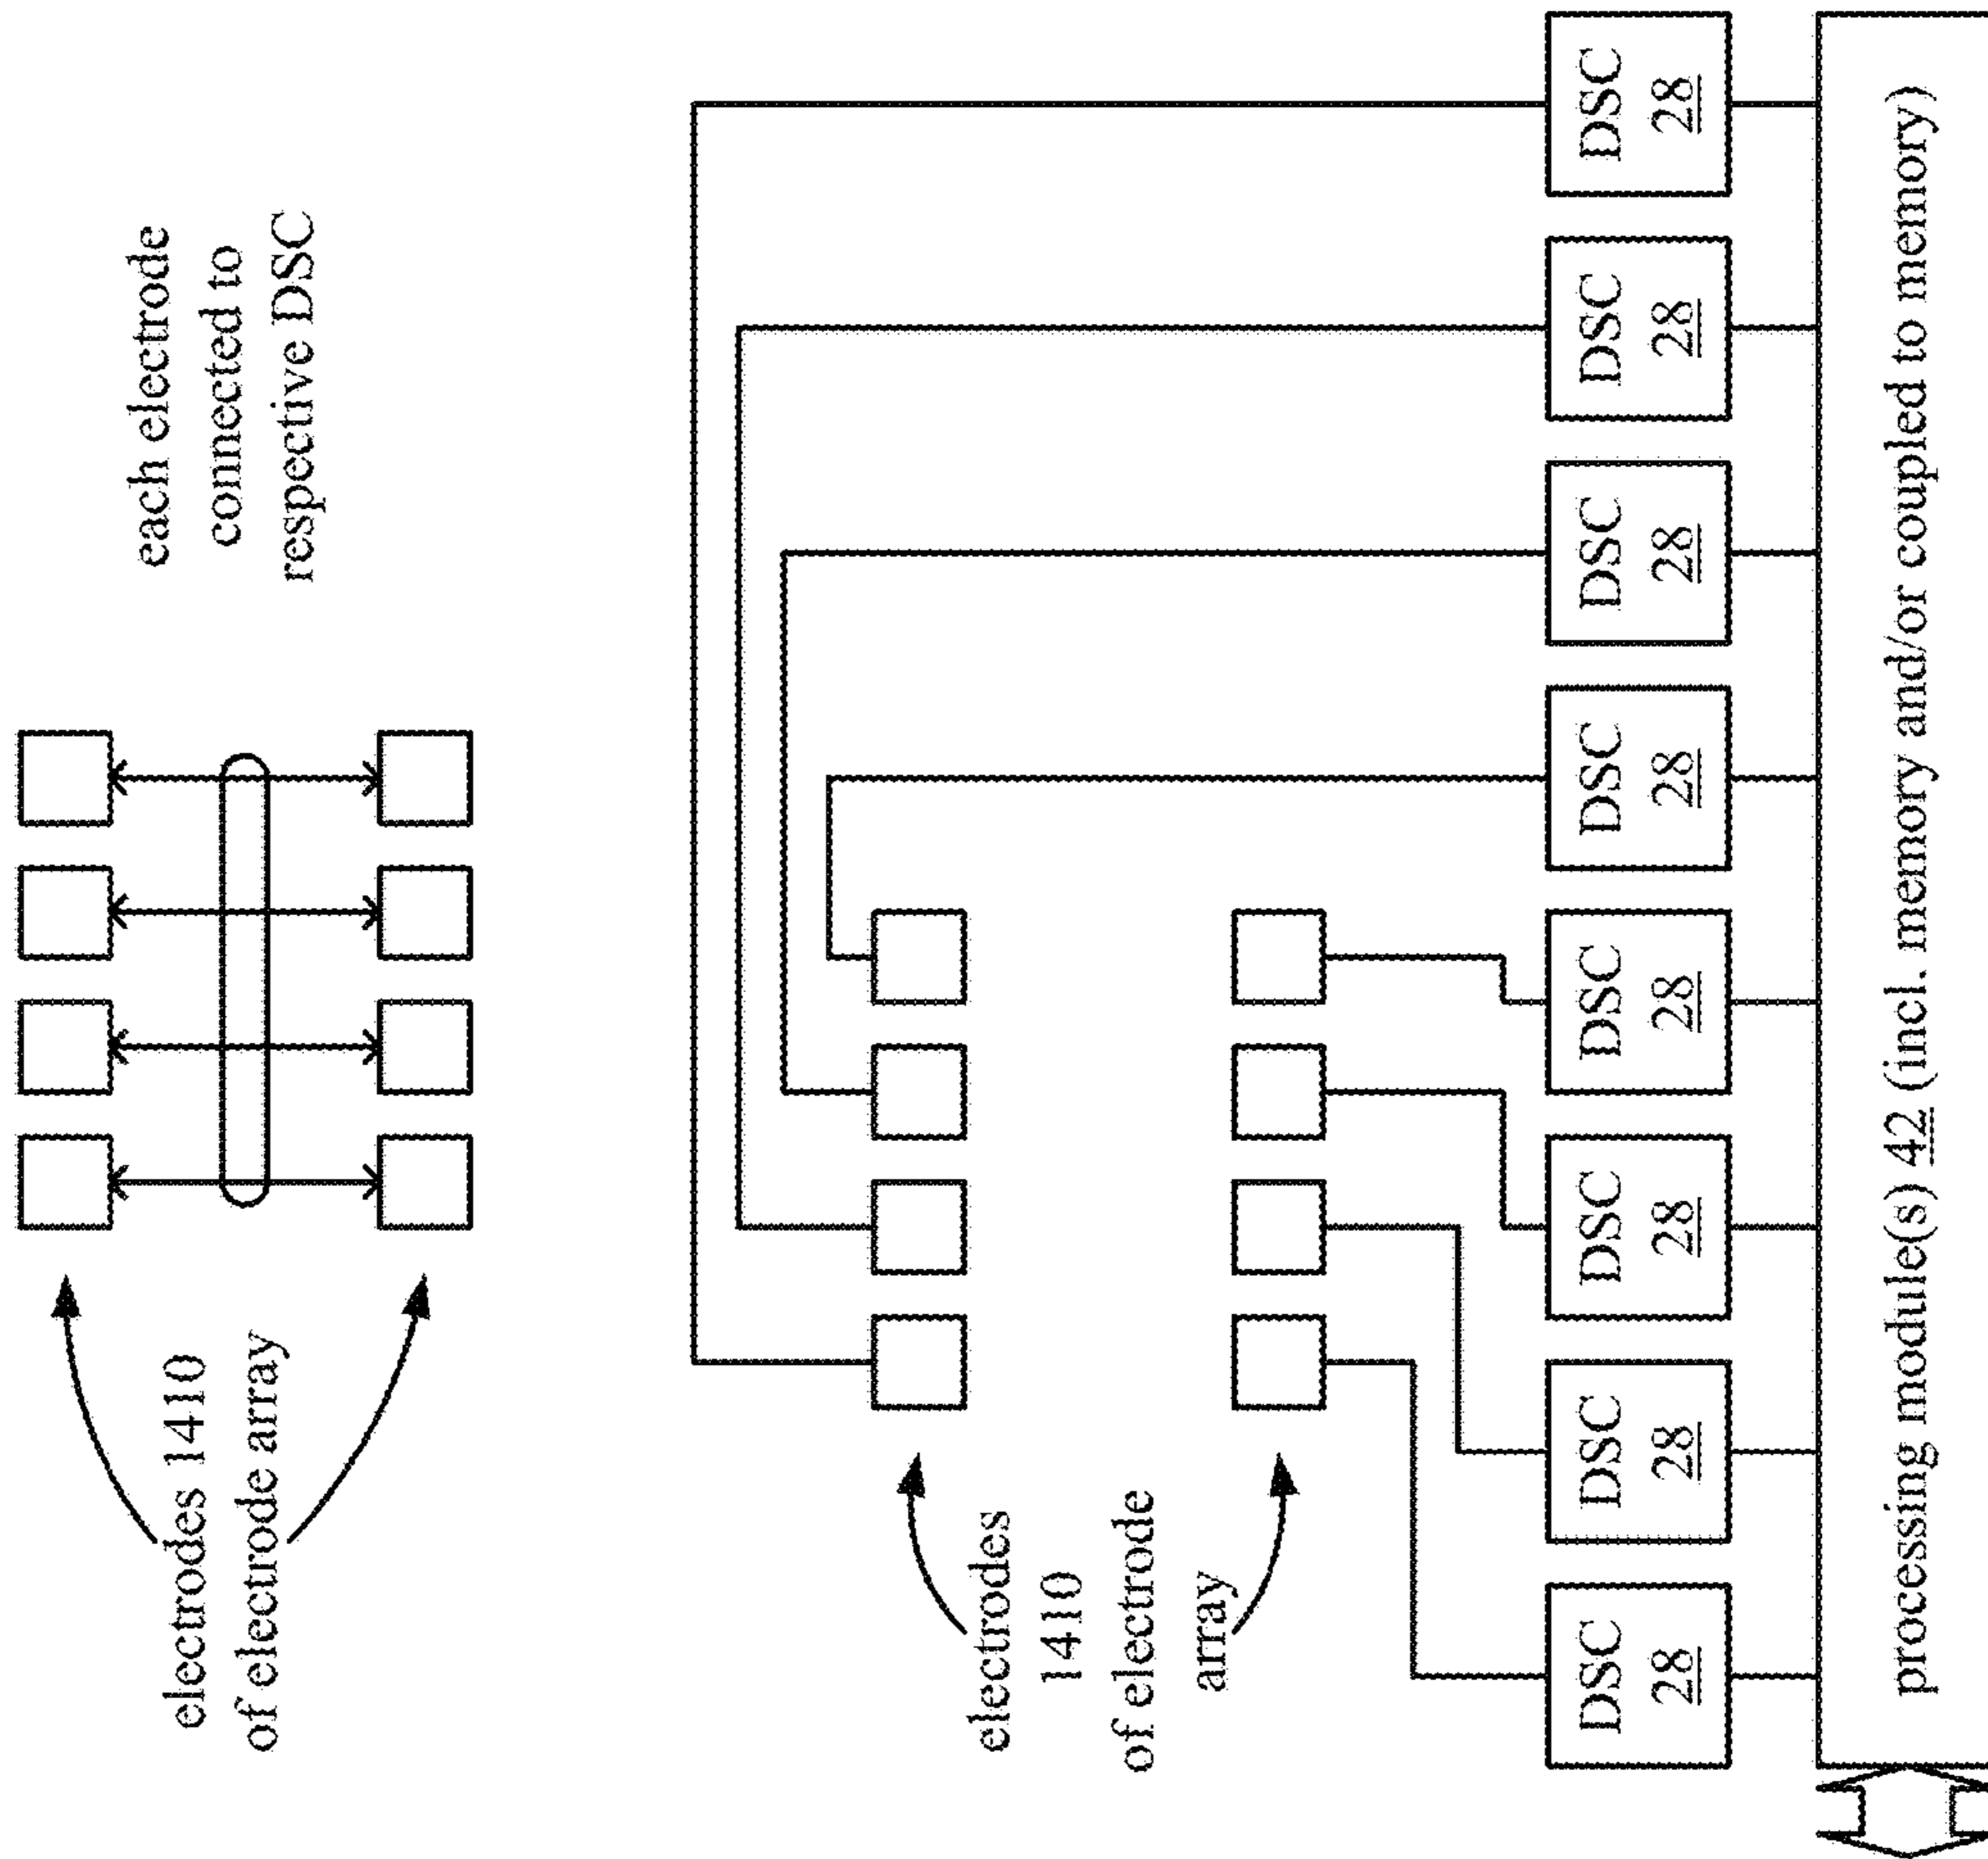 electrodes 1410
of electrode array
each electrode
connected to
respective DSC
electrodes
1410
of electrode
array
DSC
28
DSC
28
DSC
28
DSC
28
DSC
28
DSC
28
DSC
28
DSC
28
processing module(s) 42 (incl. memory and/or coupled to memory)